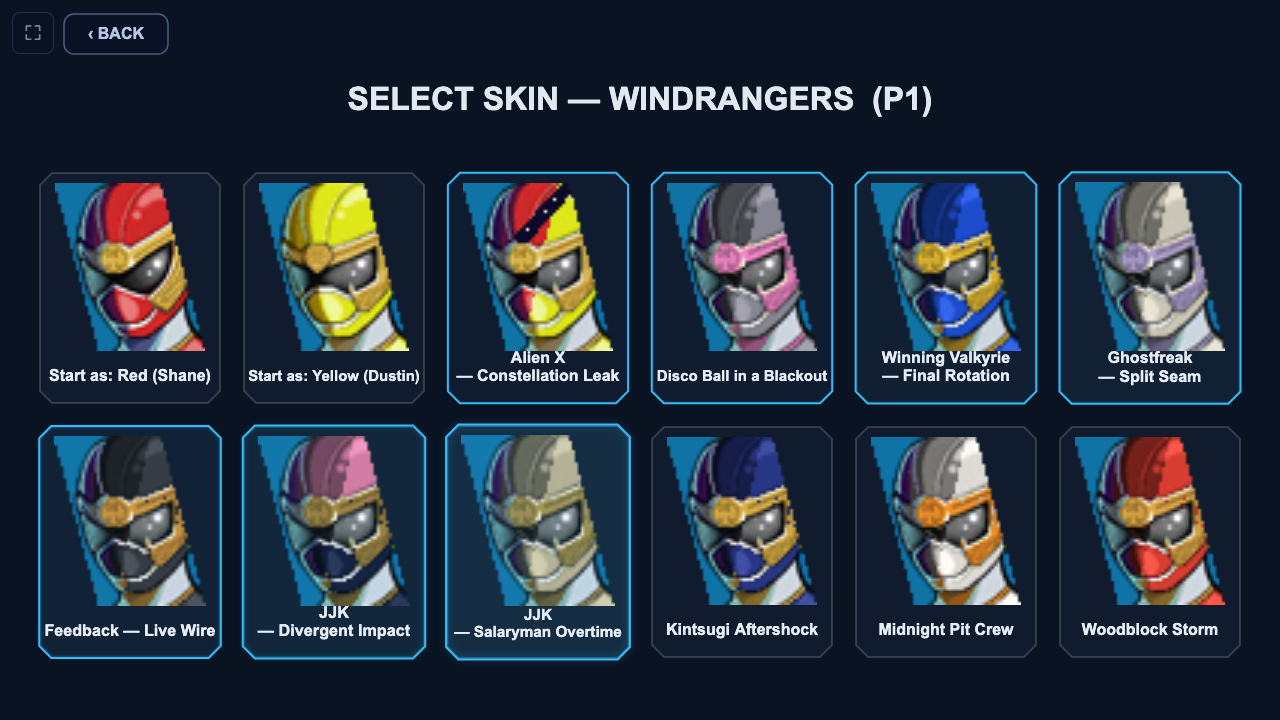 ‹ BACK
SELECT SKIN — WINDRANGERS (P1)
Start as: Red (Shane)
Start as: Yellow (Dustin)
Alien X
— Constellation Leak
Disco Ball in a Blackout
Winning Valkyrie
— Final Rotation
Ghostfreak
— Split Seam
Feedback — Live Wire
JJK
— Divergent Impact
JJK
— Salaryman Overtime
Kintsugi Aftershock
Midnight Pit Crew
Woodblock Storm